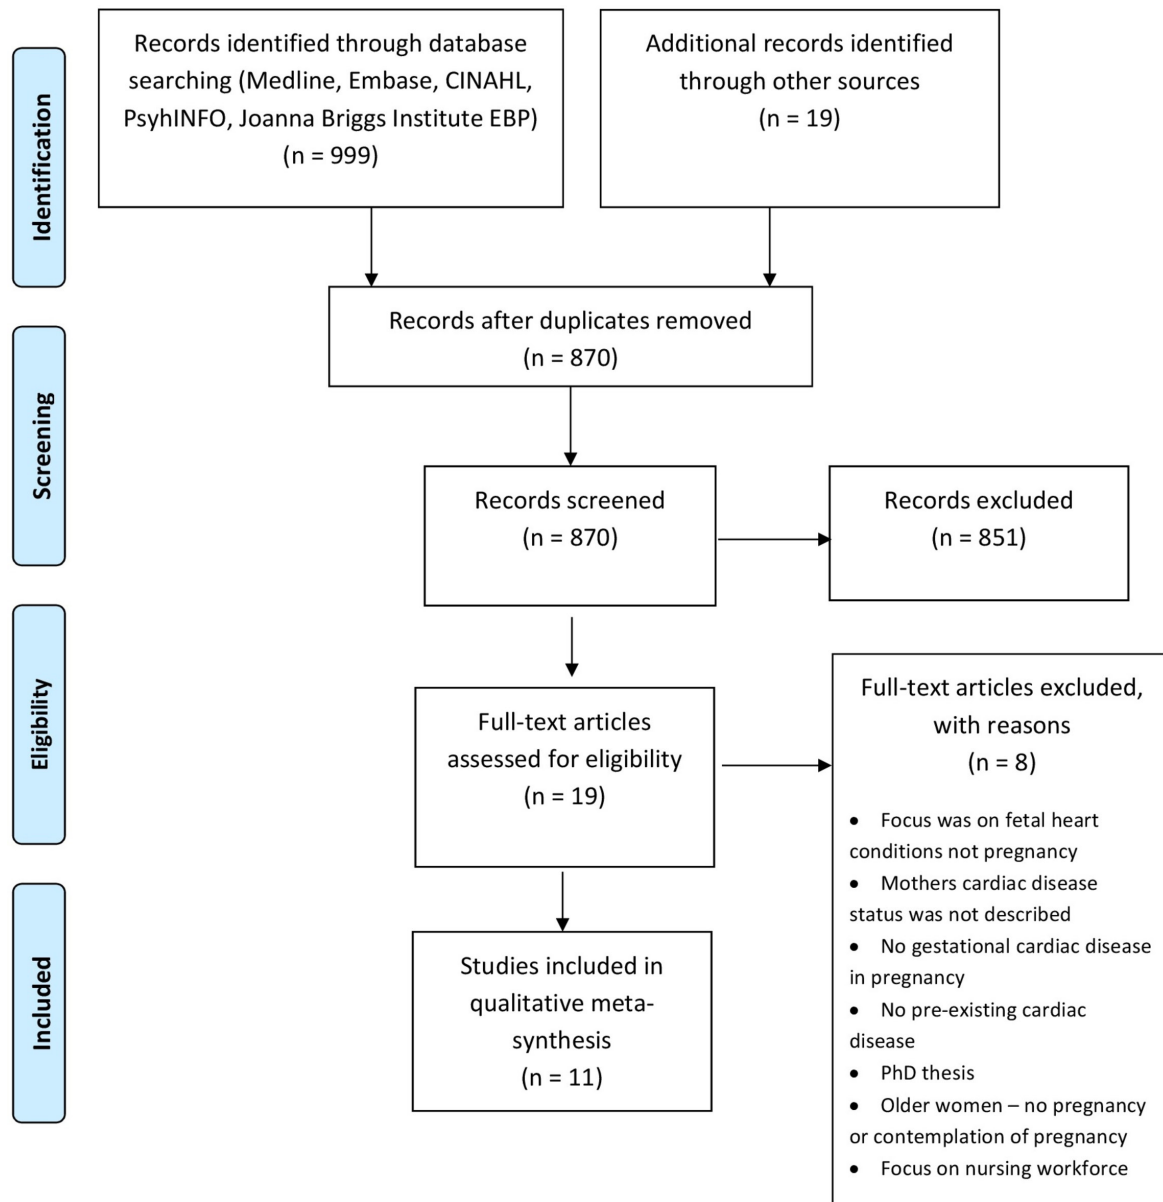 Identification
Records identified through database
searching (Medline, Embase, CINAHL,
PsyhINFO, Joanna Briggs Institute EBP)
(n = 999)
Additional records identified
through other sources
(n = 19)
Records after duplicates removed
(n = 870)
Screening
Records screened
(n = 870)
Records excluded
(n = 851)
Eligibility
Full-text articles
assessed for eligibility
(n = 19)
Full-text articles excluded,
with reasons
(n = 8)
• Focus was on fetal heart
conditions not pregnancy
• Mothers cardiac disease
status was not described
• No gestational cardiac disease
in pregnancy
• No pre-existing cardiac
disease
• PhD thesis
• Older women – no pregnancy
or contemplation of pregnancy
• Focus on nursing workforce
Included
Studies included in
qualitative meta-
synthesis
(n = 11)